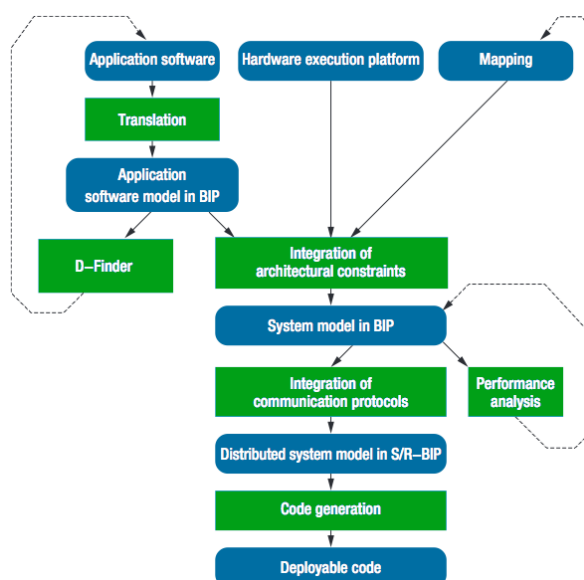 Application software
Hardware execution platform
Mapping
Translation
Application
software model in BIP
D–Finder
Integration of
architectural constraints
System model in BIP
Integration of
communication protocols
Performance
analysis
Distributed system model in S/R–BIP
Code generation
Deployable code